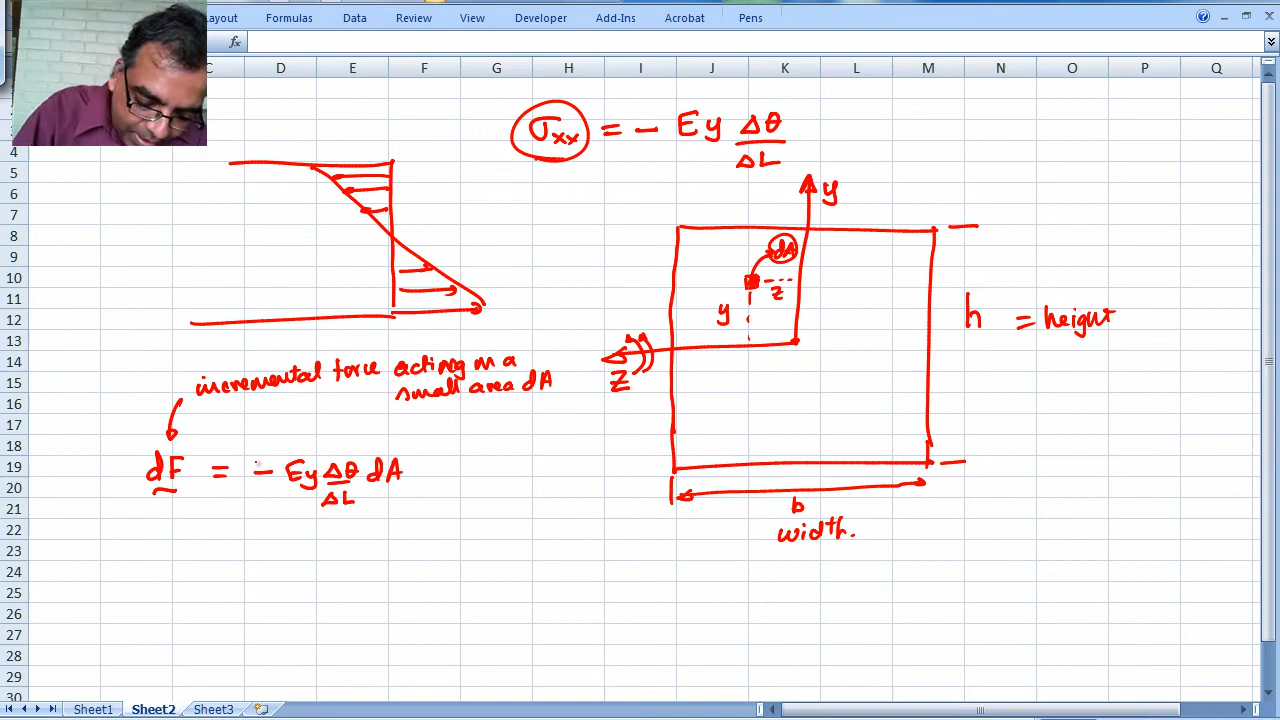 Layout Formulas Data Review View Developer Add-Ins Acrobat Pens
fx
C D E F G H I J K L M N O P Q
4
5
6
7
8
9
10
11
12
13
14
15
16
17
18
19
20
21
22
23
24
25
26
27
28
29
30
σxx = - Ey Δθ/ΔL
y
dA
z
y
h = height
Z
incremental force acting on a
small area dA
dF = - Ey Δθ/ΔL dA
b
width.
Sheet1 Sheet2 Sheet3